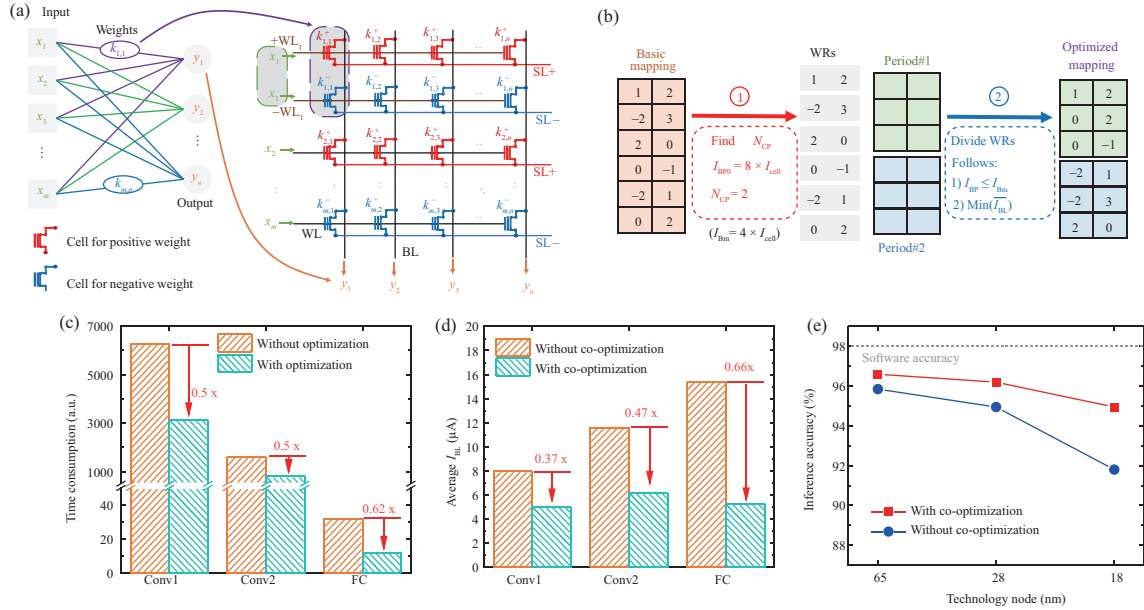 (a)
Input
Weights
x1
x2
x3
⋮
xm
k1,1
km,n
y1
y2
⋮
yn
Output
Cell for positive weight
Cell for negative weight
+WL1
x1
x1
−WL1
k+1,1 k+1,2 k+1,3 .. k+1,n
SL+
k−1,1 k−1,2 k−1,3 .. k−1,n
SL−
x2
k+2,1 k+2,2 k+2,3 .. k+2,n
SL+
xm
k−m,1 k−m,2 k−m,3 .. k−m,n
SL−
WL
BL
y1 y2 y3 yn
(b)
Basic
mapping
1 2
−2 3
2 0
0 −1
−2 1
0 2
1
Find NCP
IBP0 = 8 × Icell
NCP = 2
(IBm = 4 × Icell)
WRs
1 2
−2 3
2 0
0 −1
−2 1
0 2
Period#1
Period#2
2
Divide WRs
Follows:
1) IBP ≤ IBm
2) Min(I̅B̅L̅)
Optimized
mapping
1 2
0 2
0 −1
−2 1
−2 3
2 0
(c)
Time consumption (a.u.)
7000
5000
3000
1000
40
20
0
Without optimization
With optimization
0.5 x
0.5 x
0.62 x
Conv1 Conv2 FC
(d)
Average IBL (μA)
20
18
16
14
12
10
8
6
4
2
0
Without co-optimization
With co-optimization
0.37 x
0.47 x
0.66x
Conv1 Conv2 FC
(e)
Inference accuracy (%)
98
96
94
92
90
88
Software accuracy
With co-optimization
Without co-optimization
65 28 18
Technology node (nm)